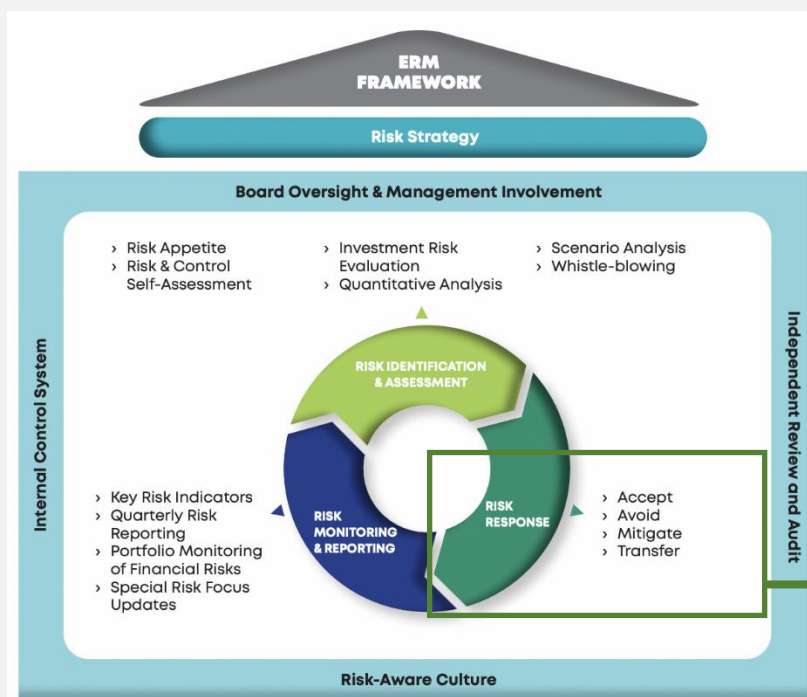 ERM
FRAMEWORK
Risk Strategy
Board Oversight & Management Involvement
› Risk Appetite
› Risk & Control
Self-Assessment
› Investment Risk
Evaluation
› Quantitative Analysis
› Scenario Analysis
› Whistle-blowing
Internal Control System
Independent Review and Audit
RISK IDENTIFICATION
& ASSESSMENT
RISK
RESPONSE
› Accept
› Avoid
› Mitigate
› Transfer
RISK
MONITORING
& REPORTING
› Key Risk Indicators
› Quarterly Risk
Reporting
› Portfolio Monitoring
of Financial Risks
› Special Risk Focus
Updates
Risk-Aware Culture